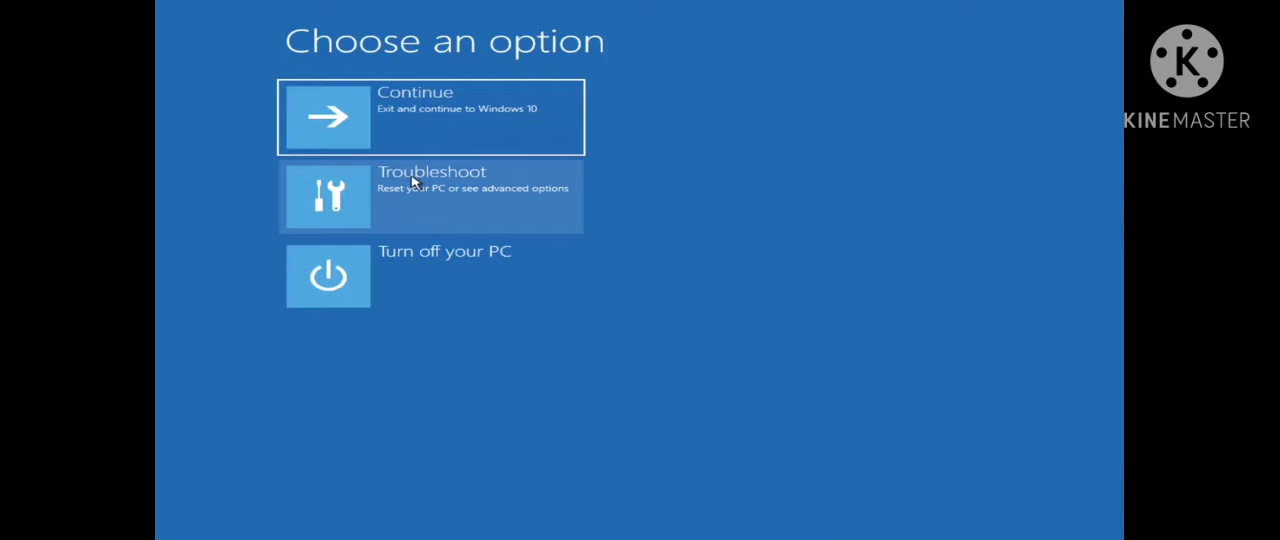 Choose an option
Continue
Exit and continue to Windows 10
Troubleshoot
Reset your PC or see advanced options
Turn off your PC
K
KINEMASTER